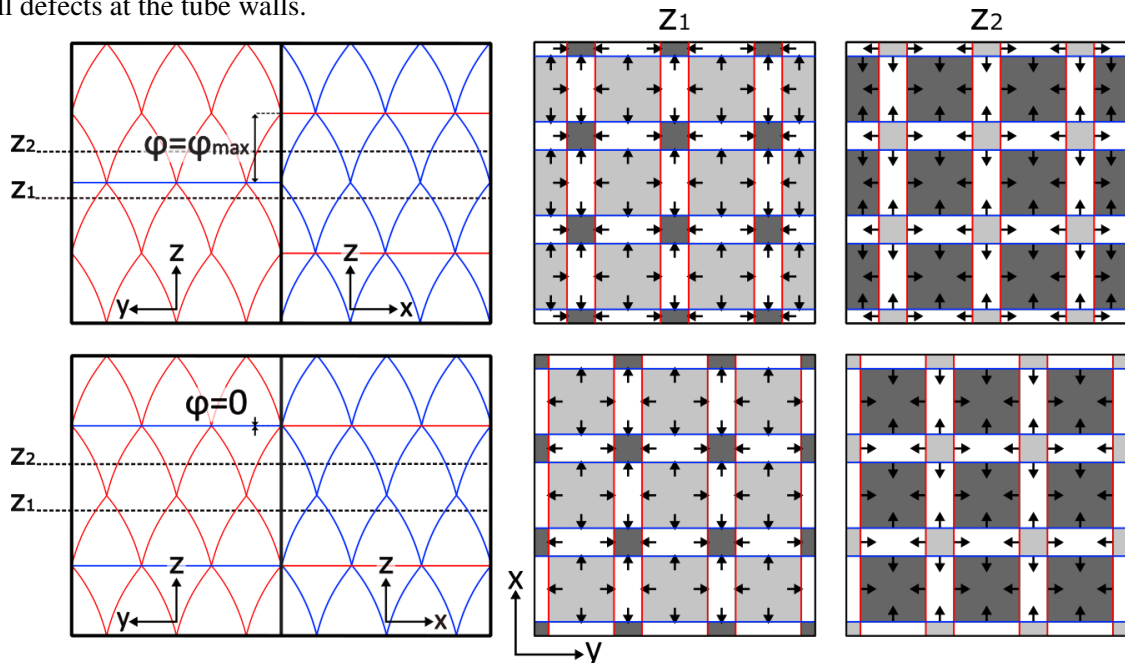 ll defects at the tube walls.
z1
z2
z2
φ=φmax
z1
z
z
y
x
φ=0
z2
z1
z
z
y
x
x
y